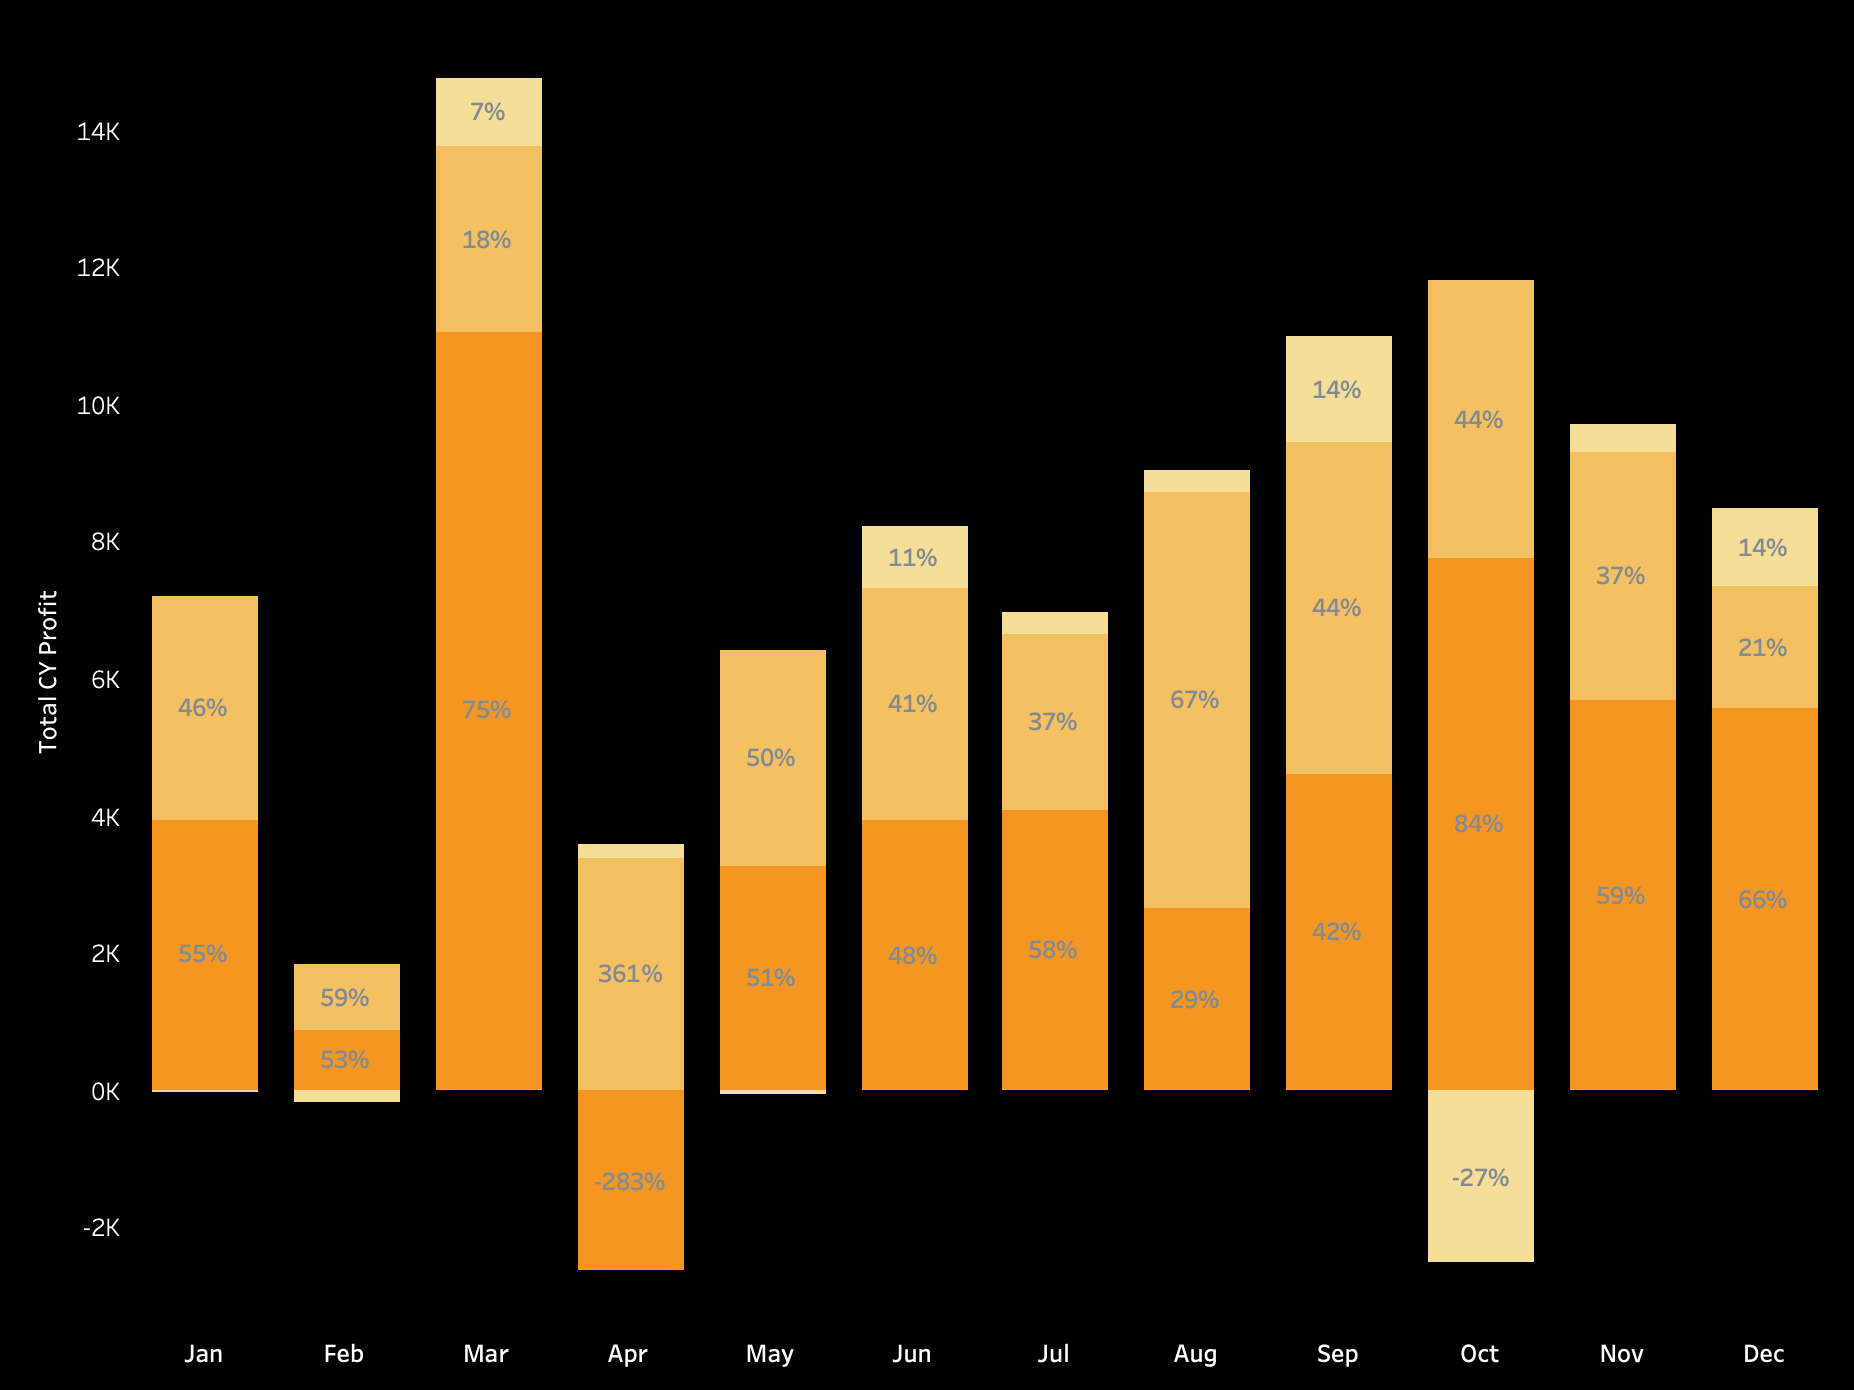 Total CY Profit
14K
12K
10K
8K
6K
4K
2K
0K
-2K
46%
55%
59%
53%
7%
18%
75%
361%
-283%
50%
51%
11%
41%
48%
37%
58%
67%
29%
14%
44%
42%
44%
84%
-27%
37%
59%
14%
21%
66%
Jan Feb Mar Apr May Jun Jul Aug Sep Oct Nov Dec